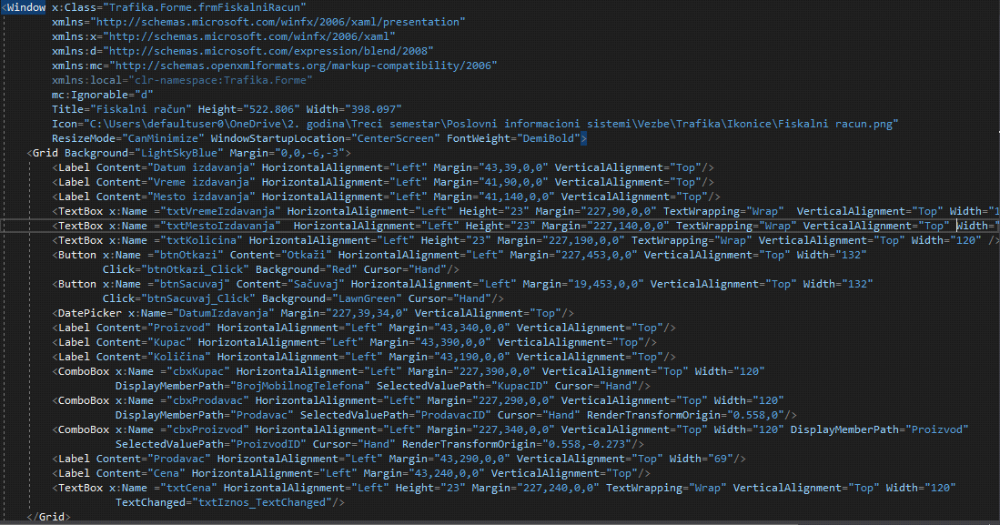 <Window x:Class="Trafika.Forme.frmFiskalniRacun"
xmlns="http://schemas.microsoft.com/winfx/2006/xaml/presentation"
xmlns:x="http://schemas.microsoft.com/winfx/2006/xaml"
xmlns:d="http://schemas.microsoft.com/expression/blend/2008"
xmlns:mc="http://schemas.openxmlformats.org/markup-compatibility/2006"
xmlns:local="clr-namespace:Trafika.Forme"
mc:Ignorable="d"
Title="Fiskalni račun" Height="522.806" Width="398.097"
Icon="C:\Users\defaultuser0\OneDrive\2. godina\Treci semestar\Poslovni informacioni sistemi\Vezbe\Trafika\Ikonice\Fiskalni racun.png"
ResizeMode="CanMinimize" WindowStartupLocation="CenterScreen" FontWeight="DemiBold">
<Grid Background="LightSkyBlue" Margin="0,0,-6,-3">
<Label Content="Datum izdavanja" HorizontalAlignment="Left" Margin="43,39,0,0" VerticalAlignment="Top"/>
<Label Content="Vreme izdavanja" HorizontalAlignment="Left" Margin="41,90,0,0" VerticalAlignment="Top"/>
<Label Content="Mesto izdavanja" HorizontalAlignment="Left" Margin="41,140,0,0" VerticalAlignment="Top"/>
<TextBox x:Name ="txtVremeIzdavanja" HorizontalAlignment="Left" Height="23" Margin="227,90,0,0" TextWrapping="Wrap"  VerticalAlignment="Top" Width="1
<TextBox x:Name ="txtMestoIzdavanja"  HorizontalAlignment="Left" Height="23" Margin="227,140,0,0" TextWrapping="Wrap" VerticalAlignment="Top" Width="
<TextBox x:Name ="txtKolicina" HorizontalAlignment="Left" Height="23" Margin="227,190,0,0" TextWrapping="Wrap" VerticalAlignment="Top" Width="120" />
<Button x:Name ="btnOtkazi" Content="Otkaži" HorizontalAlignment="Left" Margin="227,453,0,0" VerticalAlignment="Top" Width="132"
Click="btnOtkazi_Click" Background="Red" Cursor="Hand"/>
<Button x:Name ="btnSacuvaj" Content="Sačuvaj" HorizontalAlignment="Left" Margin="19,453,0,0" VerticalAlignment="Top" Width="132"
Click="btnSacuvaj_Click" Background="LawnGreen" Cursor="Hand"/>
<DatePicker x:Name="DatumIzdavanja" Margin="227,39,34,0" VerticalAlignment="Top"/>
<Label Content="Proizvod" HorizontalAlignment="Left" Margin="43,340,0,0" VerticalAlignment="Top"/>
<Label Content="Kupac" HorizontalAlignment="Left" Margin="43,390,0,0" VerticalAlignment="Top"/>
<Label Content="Količina" HorizontalAlignment="Left" Margin="43,190,0,0" VerticalAlignment="Top"/>
<ComboBox x:Name ="cbxKupac" HorizontalAlignment="Left" Margin="227,390,0,0" VerticalAlignment="Top" Width="120"
DisplayMemberPath="BrojMobilnogTelefona" SelectedValuePath="KupacID" Cursor="Hand"/>
<ComboBox x:Name ="cbxProdavac" HorizontalAlignment="Left" Margin="227,290,0,0" VerticalAlignment="Top" Width="120"
DisplayMemberPath="Prodavac" SelectedValuePath="ProdavacID" Cursor="Hand" RenderTransformOrigin="0.558,0"/>
<ComboBox x:Name ="cbxProizvod" HorizontalAlignment="Left" Margin="227,340,0,0" VerticalAlignment="Top" Width="120" DisplayMemberPath="Proizvod"
SelectedValuePath="ProizvodID" Cursor="Hand" RenderTransformOrigin="0.558,-0.273"/>
<Label Content="Prodavac" HorizontalAlignment="Left" Margin="43,290,0,0" VerticalAlignment="Top" Width="69"/>
<Label Content="Cena" HorizontalAlignment="Left" Margin="43,240,0,0" VerticalAlignment="Top"/>
<TextBox x:Name ="txtCena" HorizontalAlignment="Left" Height="23" Margin="227,240,0,0" TextWrapping="Wrap" VerticalAlignment="Top" Width="120"
TextChanged="txtIznos_TextChanged"/>
</Grid>